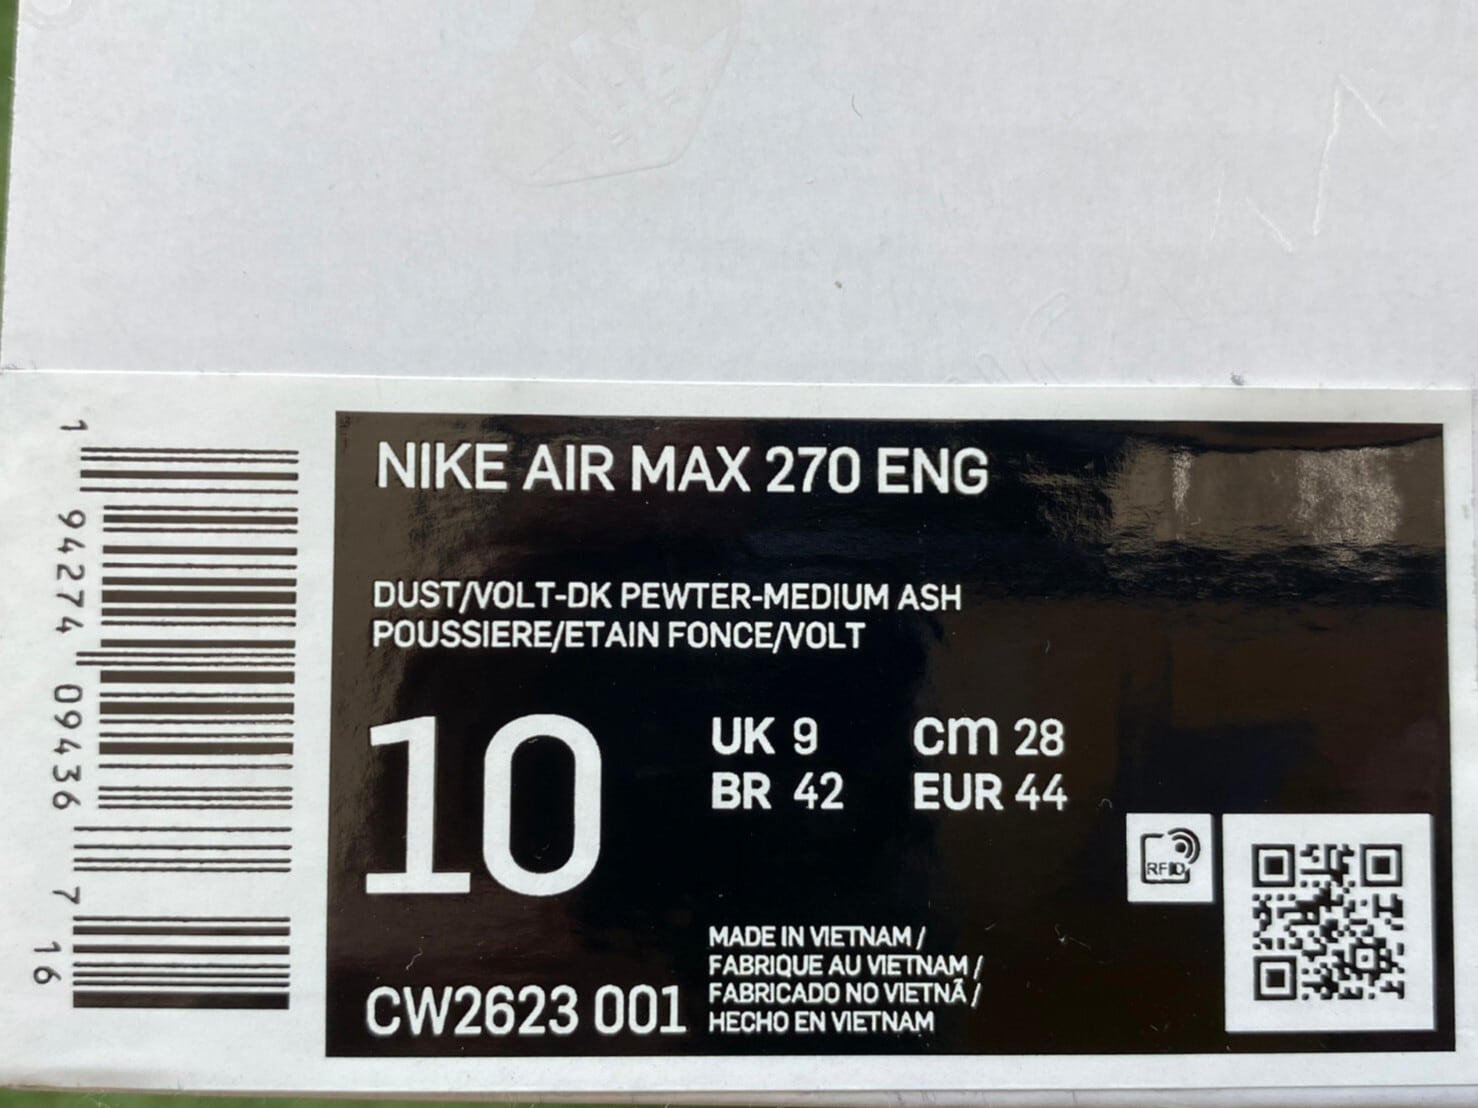 NIKE AIR MAX 270 ENG
DUST/VOLT-DK PEWTER-MEDIUM ASH
POUSSIERE/ETAIN FONCE/VOLT
10
UK 9
cm 28
BR 42
EUR 44
RFID
MADE IN VIETNAM /
FABRIQUE AU VIETNAM /
FABRICADO NO VIETNÃ /
HECHO EN VIETNAM
CW2623 001
1 94274 09436 7 16